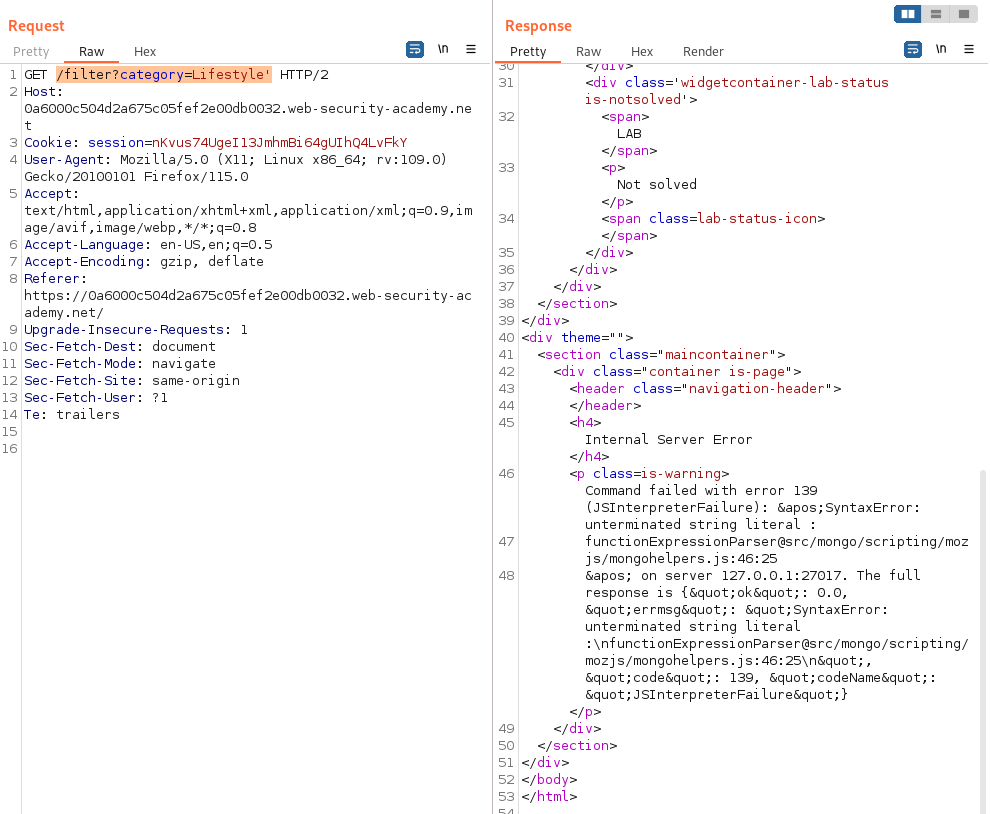 Request
Pretty Raw Hex \n
1 GET /filter?category=Lifestyle' HTTP/2
2 Host:
0a6000c504d2a675c05fef2e00db0032.web-security-academy.ne
t
3 Cookie: session=nKvus74UgeI13JmhmBi64gUIhQ4LvFkY
4 User-Agent: Mozilla/5.0 (X11; Linux x86_64; rv:109.0)
Gecko/20100101 Firefox/115.0
5 Accept:
text/html,application/xhtml+xml,application/xml;q=0.9,im
age/avif,image/webp,*/*;q=0.8
6 Accept-Language: en-US,en;q=0.5
7 Accept-Encoding: gzip, deflate
8 Referer:
https://0a6000c504d2a675c05fef2e00db0032.web-security-ac
ademy.net/
9 Upgrade-Insecure-Requests: 1
10 Sec-Fetch-Dest: document
11 Sec-Fetch-Mode: navigate
12 Sec-Fetch-Site: same-origin
13 Sec-Fetch-User: ?1
14 Te: trailers
15
16
Response
Pretty Raw Hex Render \n
30 </div>
31 <div class='widgetcontainer-lab-status
is-notsolved'>
32 <span>
LAB
</span>
33 <p>
Not solved
</p>
34 <span class=lab-status-icon>
</span>
35 </div>
36 </div>
37 </div>
38 </section>
39 </div>
40 <div theme="">
41 <section class="maincontainer">
42 <div class="container is-page">
43 <header class="navigation-header">
44 </header>
45 <h4>
Internal Server Error
</h4>
46 <p class=is-warning>
Command failed with error 139
(JSInterpreterFailure): &apos;SyntaxError:
unterminated string literal :
47 functionExpressionParser@src/mongo/scripting/moz
js/mongohelpers.js:46:25
48 &apos; on server 127.0.0.1:27017. The full
response is {&quot;ok&quot;: 0.0,
&quot;errmsg&quot;: &quot;SyntaxError:
unterminated string literal
:\nfunctionExpressionParser@src/mongo/scripting/
mozjs/mongohelpers.js:46:25\n&quot;,
&quot;code&quot;: 139, &quot;codeName&quot;:
&quot;JSInterpreterFailure&quot;}
</p>
49 </div>
50 </section>
51 </div>
52 </body>
53 </html>
54